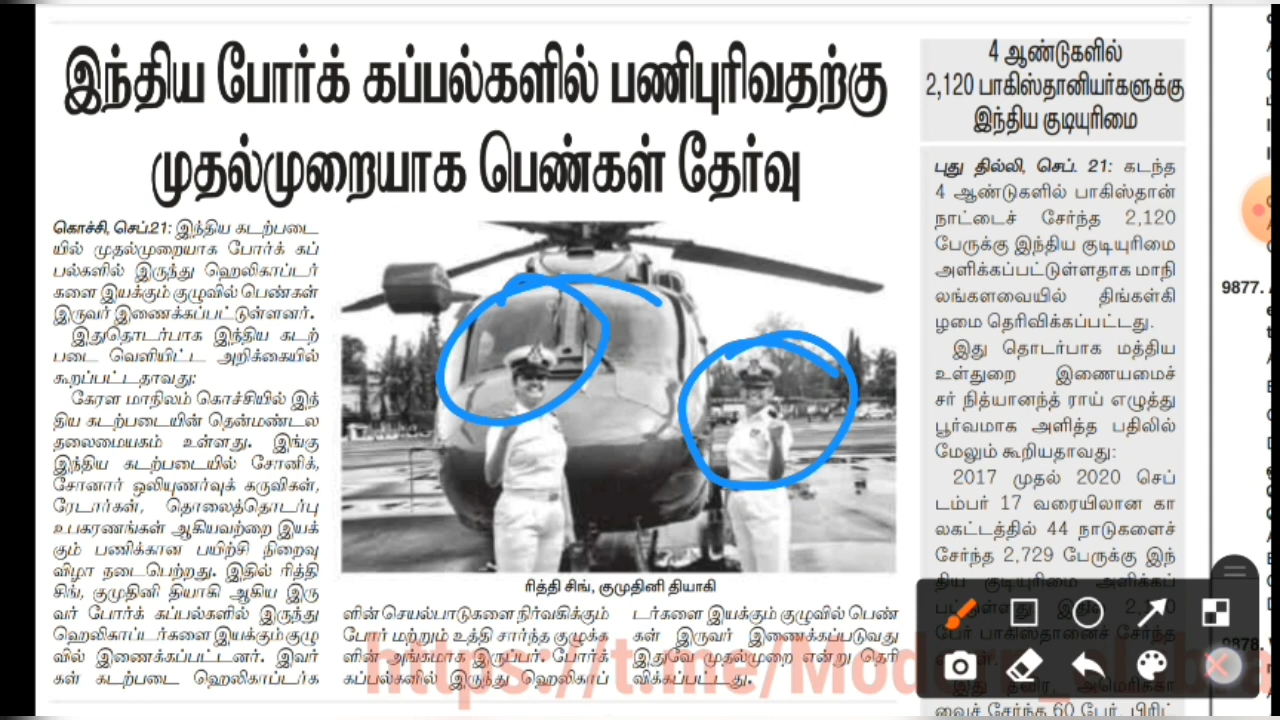 இந்திய போர்க் கப்பல்களில் பணிபுரிவதற்கு
முதல்முறையாக பெண்கள் தேர்வு
கொச்சி, செப்.21: இந்திய கடற்படை
யில் முதல்முறையாக போர்க் கப்
பல்களில் இருந்து ஹெலிகாப்டர்
களை இயக்கும் குழுவில் பெண்கள்
இருவர் இணைக்கப்பட்டுள்ளனர்.
இதுதொடர்பாக இந்திய கடற்
படை வெளியிட்ட அறிக்கையில்
கூறப்பட்டதாவது:
கேரள மாநிலம் கொச்சியில் இந்
திய கடற்படையின் தென்மண்டல
தலைமையகம் உள்ளது. இங்கு
இந்திய கடற்படையில் சோனிக்,
சோனார் ஒலியுணர்வுக் கருவிகள்,
ரேடார்கள், தொலைத்தொடர்பு
உபகரணங்கள் ஆகியவற்றை இயக்
கும் பணிக்கான பயிற்சி நிறைவு
விழா நடைபெற்றது. இதில் ரித்தி
சிங், குமுதினி தியாகி ஆகிய இரு
வர் போர்க் கப்பல்களில் இருந்து
ஹெலிகாப்டர்களை இயக்கும் குழு
வில் இணைக்கப்பட்டனர். இவர்
கள் கடற்படை ஹெலிகாப்டர்க
ரித்தி சிங், குமுதினி தியாகி
ளின் செயல்பாடுகளை நிர்வகிக்கும்
போர் மற்றும் உத்தி சார்ந்த குழுக்க
ளின் அங்கமாக இருப்பர். போர்க்
கப்பல்களில் இருந்து ஹெலிகாப்
டர்களை இயக்கும் குழுவில் பெண்
கள் இருவர் இணைக்கப்படுவது
இதுவே முதல்முறை என்று தெரி
விக்கப்பட்டது.
4 ஆண்டுகளில்
2,120 பாகிஸ்தானியர்களுக்கு
இந்திய குடியுரிமை
புது தில்லி, செப். 21: கடந்த
4 ஆண்டுகளில் பாகிஸ்தான்
நாட்டைச் சேர்ந்த 2,120
பேருக்கு இந்திய குடியுரிமை
அளிக்கப்பட்டுள்ளதாக மாநி
லங்களவையில் திங்கள்கி
ழமை தெரிவிக்கப்பட்டது.
இது தொடர்பாக மத்திய
உள்துறை இணையமைச்
சர் நித்யானந்த் ராய் எழுத்து
பூர்வமாக அளித்த பதிலில்
மேலும் கூறியதாவது:
2017 முதல் 2020 செப்
டம்பர் 17 வரையிலான கா
லகட்டத்தில் 44 நாடுகளைச்
சேர்ந்த 2,729 பேருக்கு இந்
திய குடியுரிமை அளிக்கப்
9877.
9878.